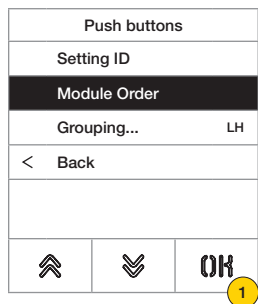 Push buttons
Setting ID
Module Order
Grouping... LH
< Back
OK
1